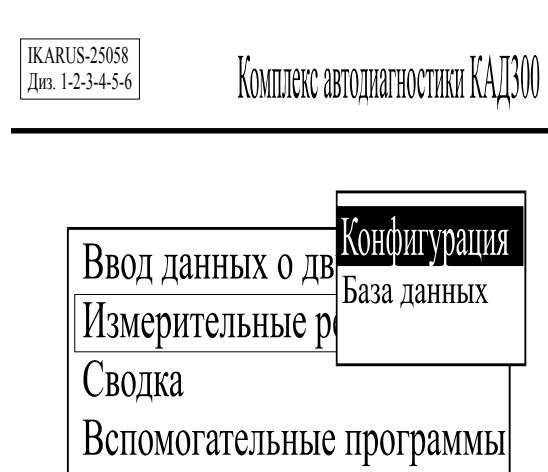 IKARUS-25058
Диз. 1-2-3-4-5-6
Комплекс автодиагностики КАД300
Конфигурация
База данных
Ввод данных о
Измерительные
Сводка
Вспомогательные программы